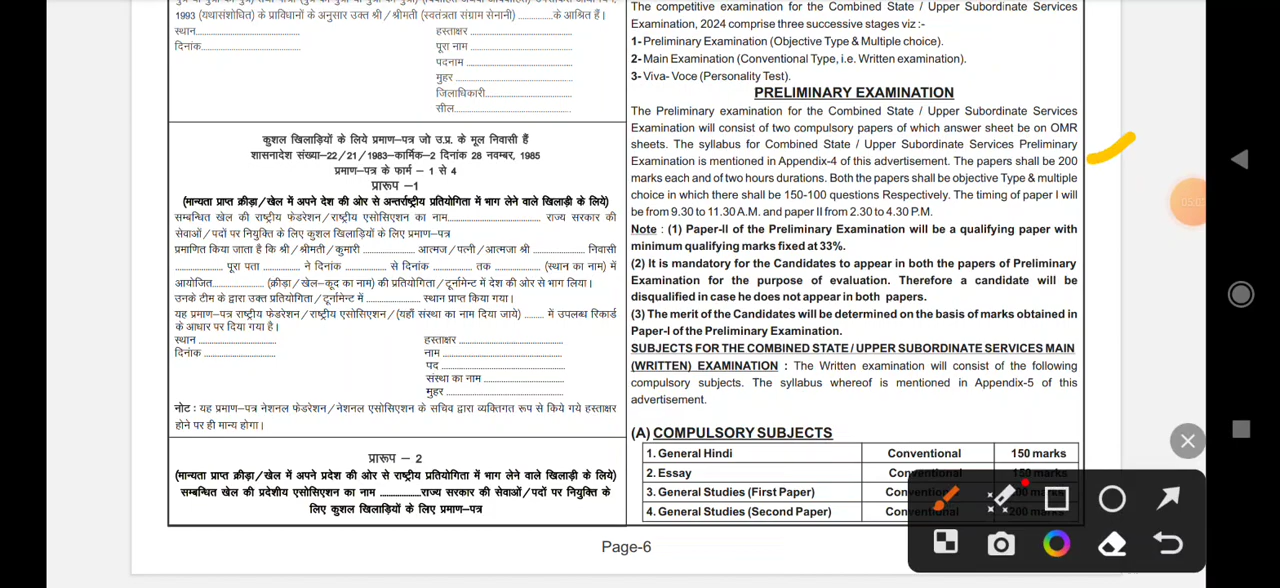 1993 (यथासंशोधित) के प्राविधानों के अनुसार उक्त श्री / श्रीमती (स्वतंत्रता संग्राम सेनानी) ..............के आश्रित हैं।
स्थान..............................
दिनांक..............................
हस्ताक्षर ..............................
पूरा नाम ..............................
पदनाम ..............................
मुहर ..............................
जिलाधिकारी..............................
सील..............................
कुशल खिलाड़ियों के लिये प्रमाण–पत्र जो उ.प्र. के मूल निवासी हैं
शासनादेश संख्या–22/21/1983–कार्मिक–2 दिनांक 28 नवम्बर, 1985
प्रमाण–पत्र के फार्म – 1 से 4
प्रारूप –1
(मान्यता प्राप्त क्रीड़ा/खेल में अपने देश की ओर से अन्तर्राष्ट्रीय प्रतियोगिता में भाग लेने वाले खिलाड़ी के लिये)
सम्बन्धित खेल की राष्ट्रीय फेडरेशन/राष्ट्रीय एसोसिएशन का नाम.............................. राज्य सरकार की
सेवाओं/पदों पर नियुक्ति के लिए कुशल खिलाड़ियों के लिए प्रमाण–पत्र
प्रमाणित किया जाता है कि श्री/श्रीमती/कुमारी .................. आत्मज/पत्नी/आत्मजा श्री .................. निवासी
.................. पूरा पता .............. ने दिनांक .............. से दिनांक .............. तक .............. (स्थान का नाम) में
आयोजित.................. (क्रीड़ा/खेल–कूद का नाम) की प्रतियोगिता/टूर्नामेन्ट में देश की ओर से भाग लिया।
उनके टीम के द्वारा उक्त प्रतियोगिता/टूर्नामेन्ट में .................. स्थान प्राप्त किया गया।
यह प्रमाण–पत्र राष्ट्रीय फेडरेशन/राष्ट्रीय एसोसिएशन/(यहाँ संस्था का नाम दिया जाये) ......... में उपलब्ध रिकार्ड
के आधार पर दिया गया है।
स्थान ..............................
दिनांक ..............................
हस्ताक्षर ..............................
नाम ..............................
पद ..............................
संस्था का नाम ..............................
मुहर ..............................
नोट : यह प्रमाण–पत्र नेशनल फेडरेशन/नेशनल एसोसिएशन के सचिव द्वारा व्यक्तिगत रूप से किये गये हस्ताक्षर
होने पर ही मान्य होगा।
प्रारूप – 2
(मान्यता प्राप्त क्रीड़ा/खेल में अपने प्रदेश की ओर से राष्ट्रीय प्रतियोगिता में भाग लेने वाले खिलाड़ी के लिये)
सम्बन्धित खेल की प्रदेशीय एसोसिएशन का नाम ..................राज्य सरकार की सेवाओं/पदों पर नियुक्ति के
लिए कुशल खिलाड़ियों के लिए प्रमाण–पत्र
The competitive examination for the Combined State / Upper Subordinate Services
Examination, 2024 comprise three successive stages viz :-
1- Preliminary Examination (Objective Type & Multiple choice).
2- Main Examination (Conventional Type, i.e. Written examination).
3- Viva- Voce (Personality Test).
PRELIMINARY EXAMINATION
The Preliminary examination for the Combined State / Upper Subordinate Services
Examination will consist of two compulsory papers of which answer sheet be on OMR
sheets. The syllabus for Combined State / Upper Subordinate Services Preliminary
Examination is mentioned in Appendix-4 of this advertisement. The papers shall be 200
marks each and of two hours durations. Both the papers shall be objective Type & multiple
choice in which there shall be 150-100 questions Respectively. The timing of paper I will
be from 9.30 to 11.30 A.M. and paper II from 2.30 to 4.30 P.M.
Note : (1) Paper-II of the Preliminary Examination will be a qualifying paper with
minimum qualifying marks fixed at 33%.
(2) It is mandatory for the Candidates to appear in both the papers of Preliminary
Examination for the purpose of evaluation. Therefore a candidate will be
disqualified in case he does not appear in both papers.
(3) The merit of the Candidates will be determined on the basis of marks obtained in
Paper-I of the Preliminary Examination.
SUBJECTS FOR THE COMBINED STATE / UPPER SUBORDINATE SERVICES MAIN
(WRITTEN) EXAMINATION : The Written examination will consist of the following
compulsory subjects. The syllabus whereof is mentioned in Appendix-5 of this
advertisement.
(A) COMPULSORY SUBJECTS
1. General Hindi Conventional 150 marks
2. Essay Conventional 150 marks
3. General Studies (First Paper) Conventional 200 marks
4. General Studies (Second Paper) Conventional 200 marks
Page-6